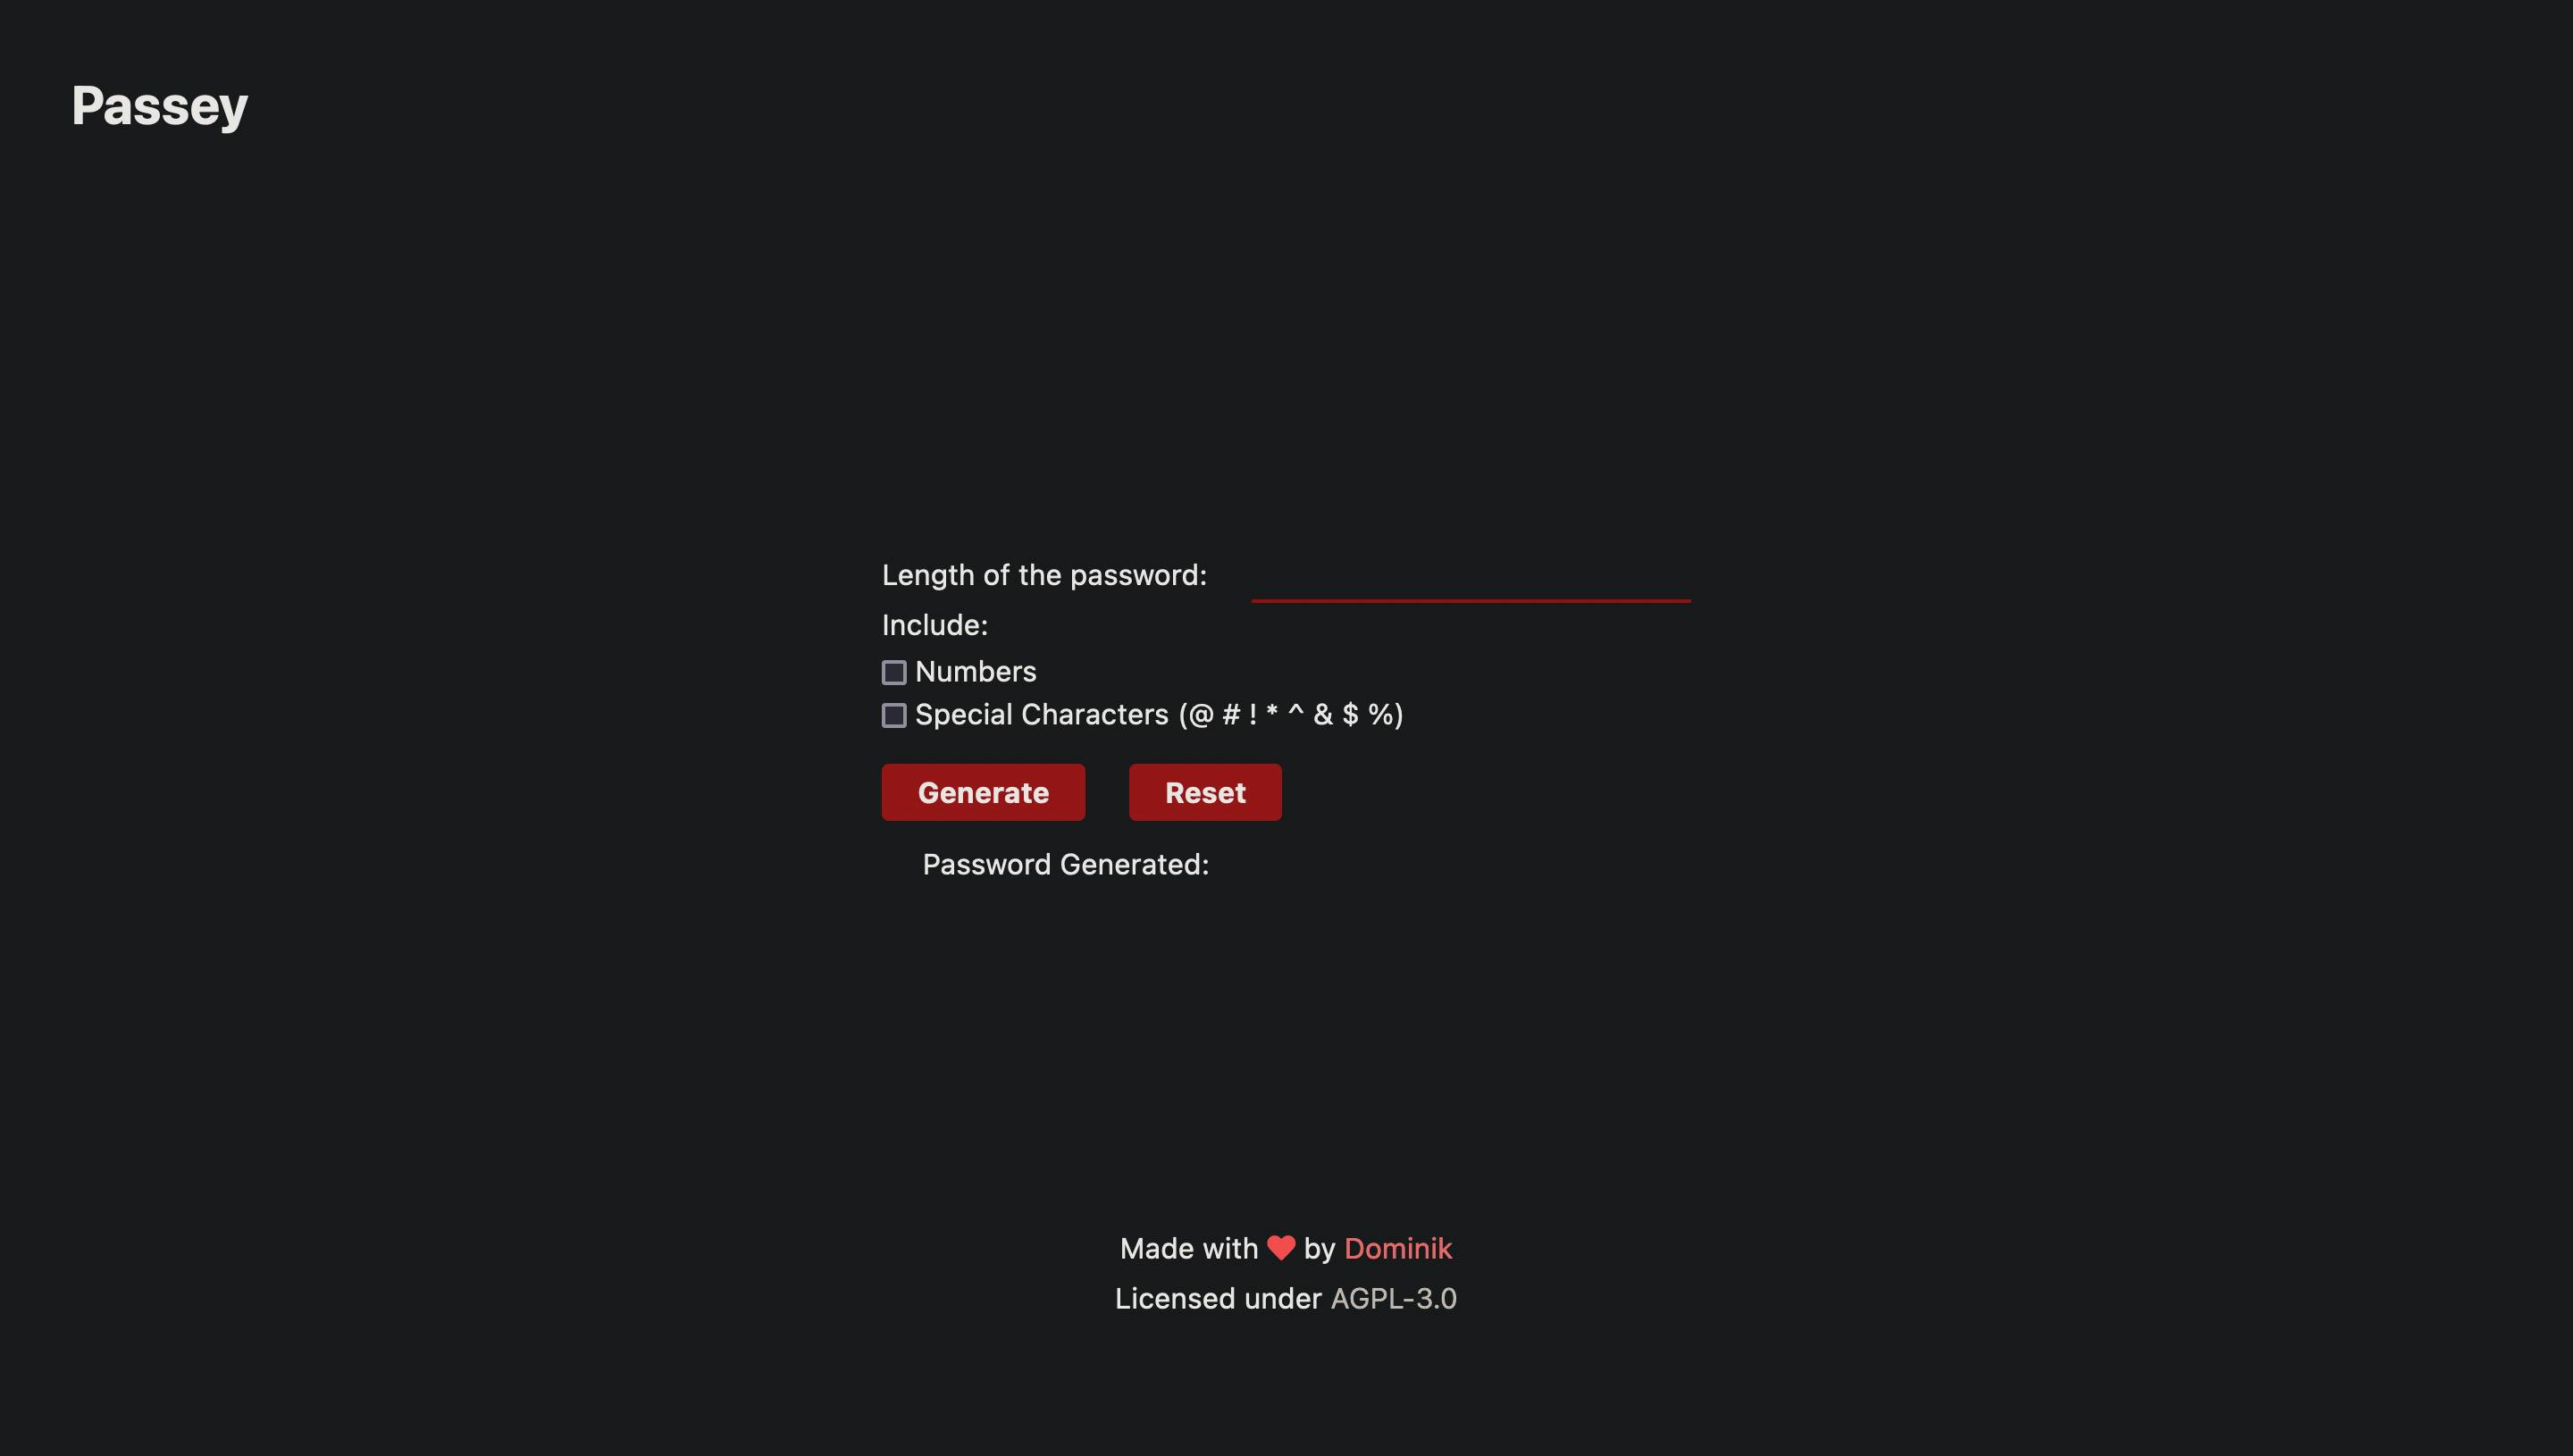 Passey
Length of the password:
Include:
Numbers
Special Characters (@ # ! * ^ & $ %)
Generate Reset
Password Generated:
Made with ❤ by Dominik
Licensed under AGPL-3.0